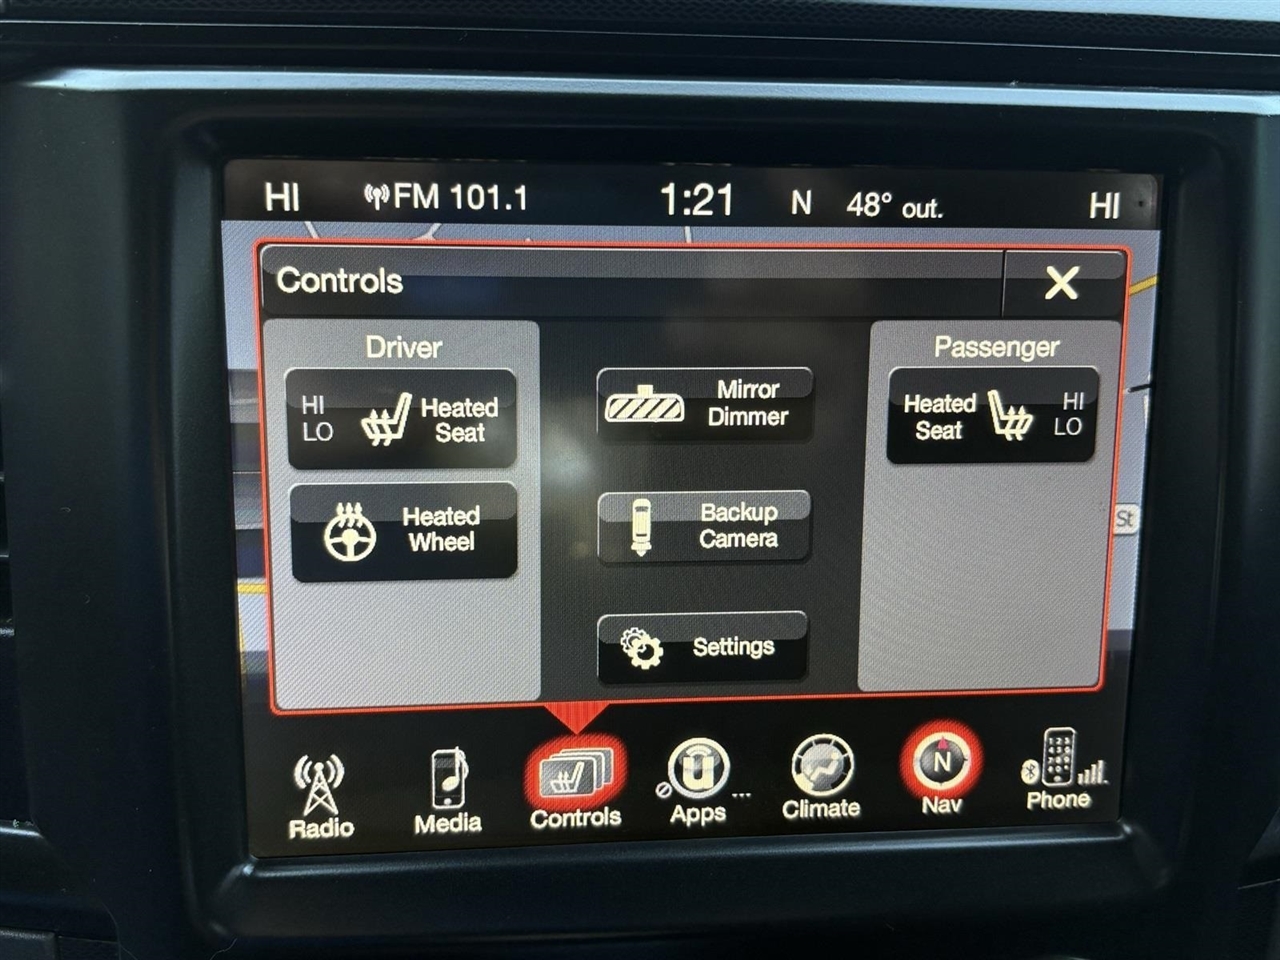 HI FM 101.1 1:21 N 48° out. HI
Controls
Driver
Passenger
HI
LO
Heated
Seat
Mirror
Dimmer
Heated
Seat
HI
LO
Heated
Wheel
Backup
Camera
St
Settings
Radio
Media
Controls
U
Apps
...
Climate
N
Nav
Phone